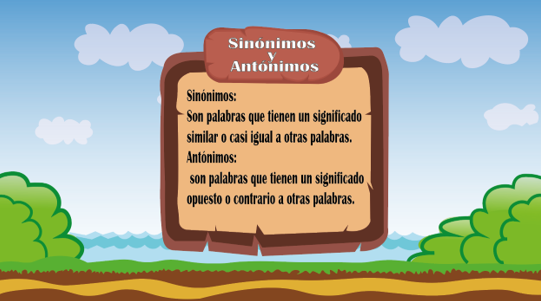 Sinónimos
y
Antónimos
Sinónimos:
Son palabras que tienen un significado
similar o casi igual a otras palabras.
Antónimos:
son palabras que tienen un significado
opuesto o contrario a otras palabras.